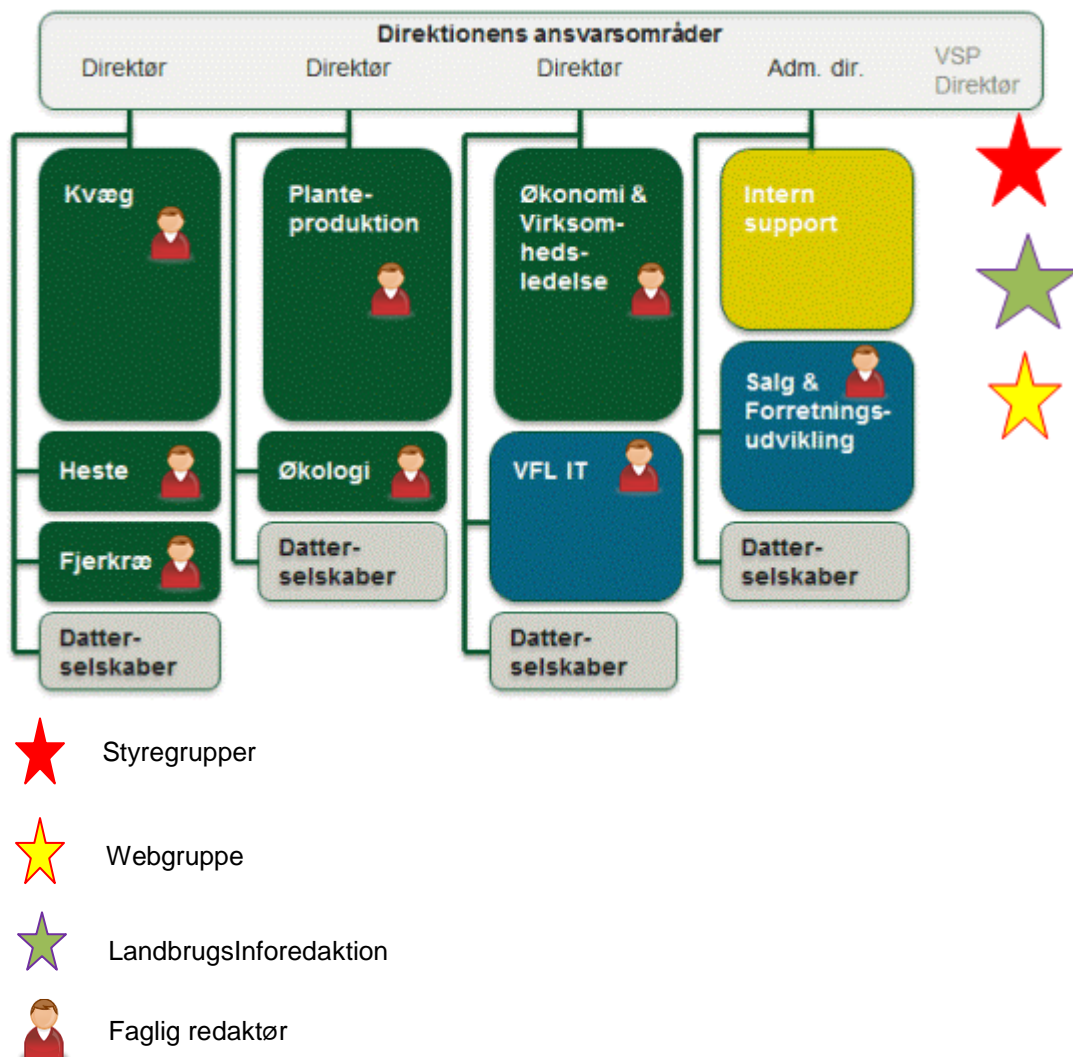 Direktionens ansvarsområder
Direktør
Direktør
Direktør
Adm. dir.
VSP
Direktør
Kvæg
Heste
Fjerkræ
Datter-
selskaber
Plante-
produktion
Økologi
Datter-
selskaber
Økonomi &
Virksom-
heds-
ledelse
VFL IT
Datter-
selskaber
Intern
support
Salg &
Forretnings-
udvikling
Datter-
selskaber
Styregrupper
Webgruppe
LandbrugsInforedaktion
Faglig redaktør